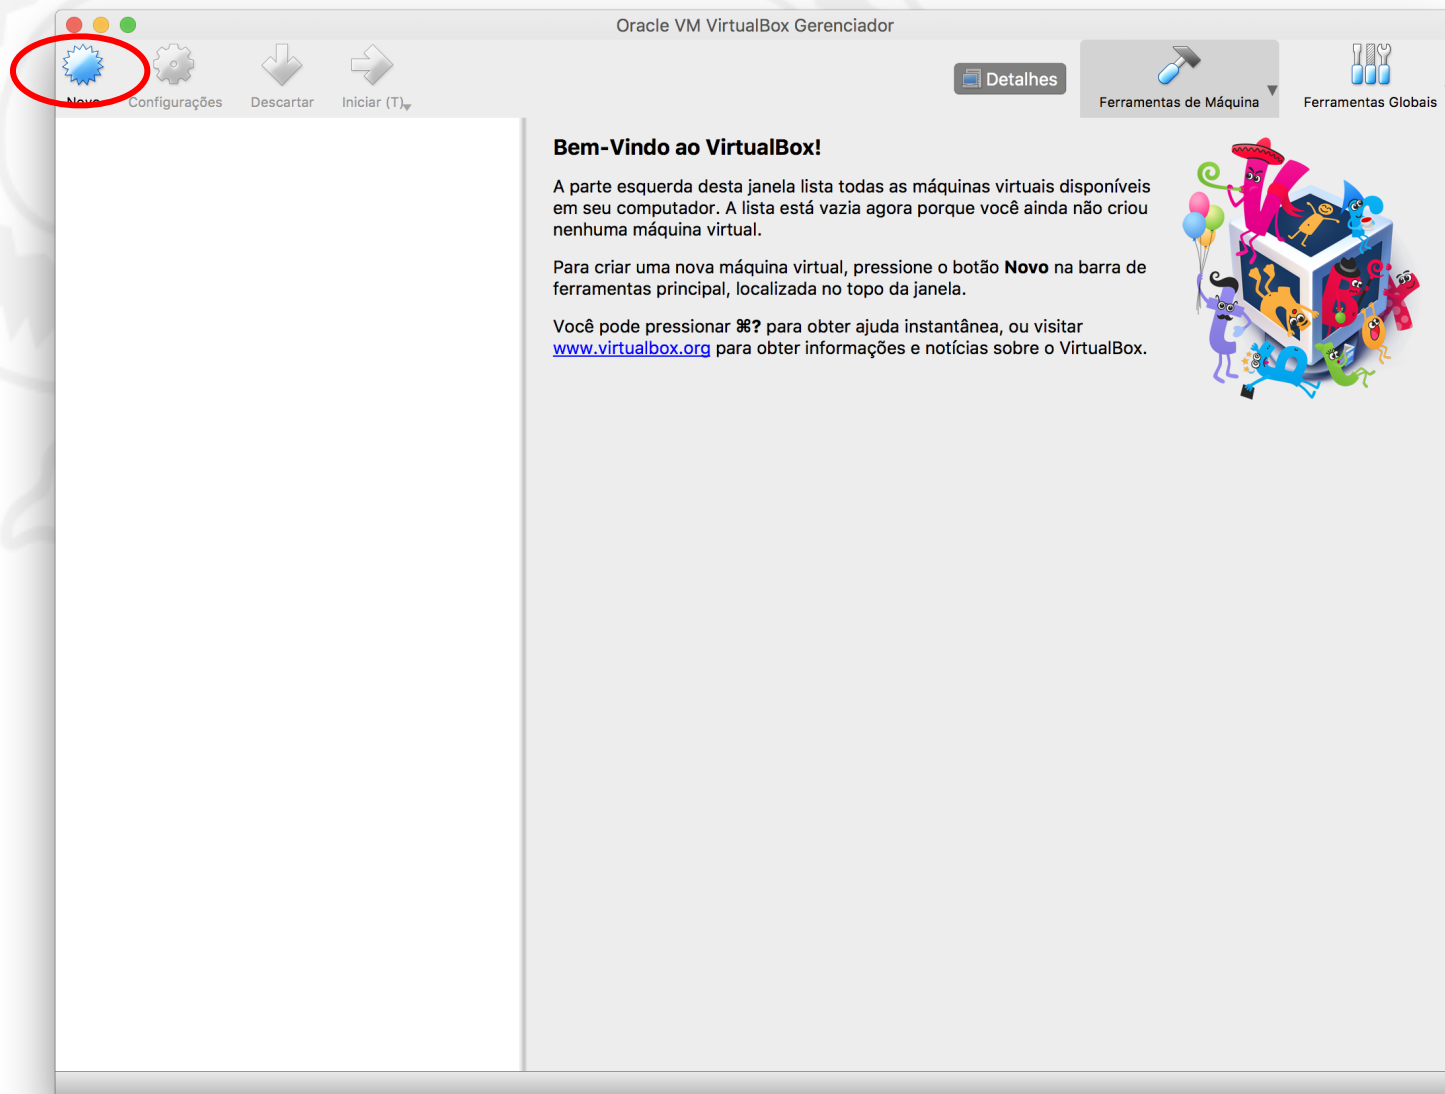 Oracle VM VirtualBox Gerenciador
Novo
Configurações
Descartar
Iniciar (T)
Detalhes
Ferramentas de Máquina
Ferramentas Globais
Bem-Vindo ao VirtualBox!
A parte esquerda desta janela lista todas as máquinas virtuais disponíveis
em seu computador. A lista está vazia agora porque você ainda não criou
nenhuma máquina virtual.
Para criar uma nova máquina virtual, pressione o botão Novo na barra de
ferramentas principal, localizada no topo da janela.
Você pode pressionar ⌘? para obter ajuda instantânea, ou visitar
www.virtualbox.org para obter informações e notícias sobre o VirtualBox.